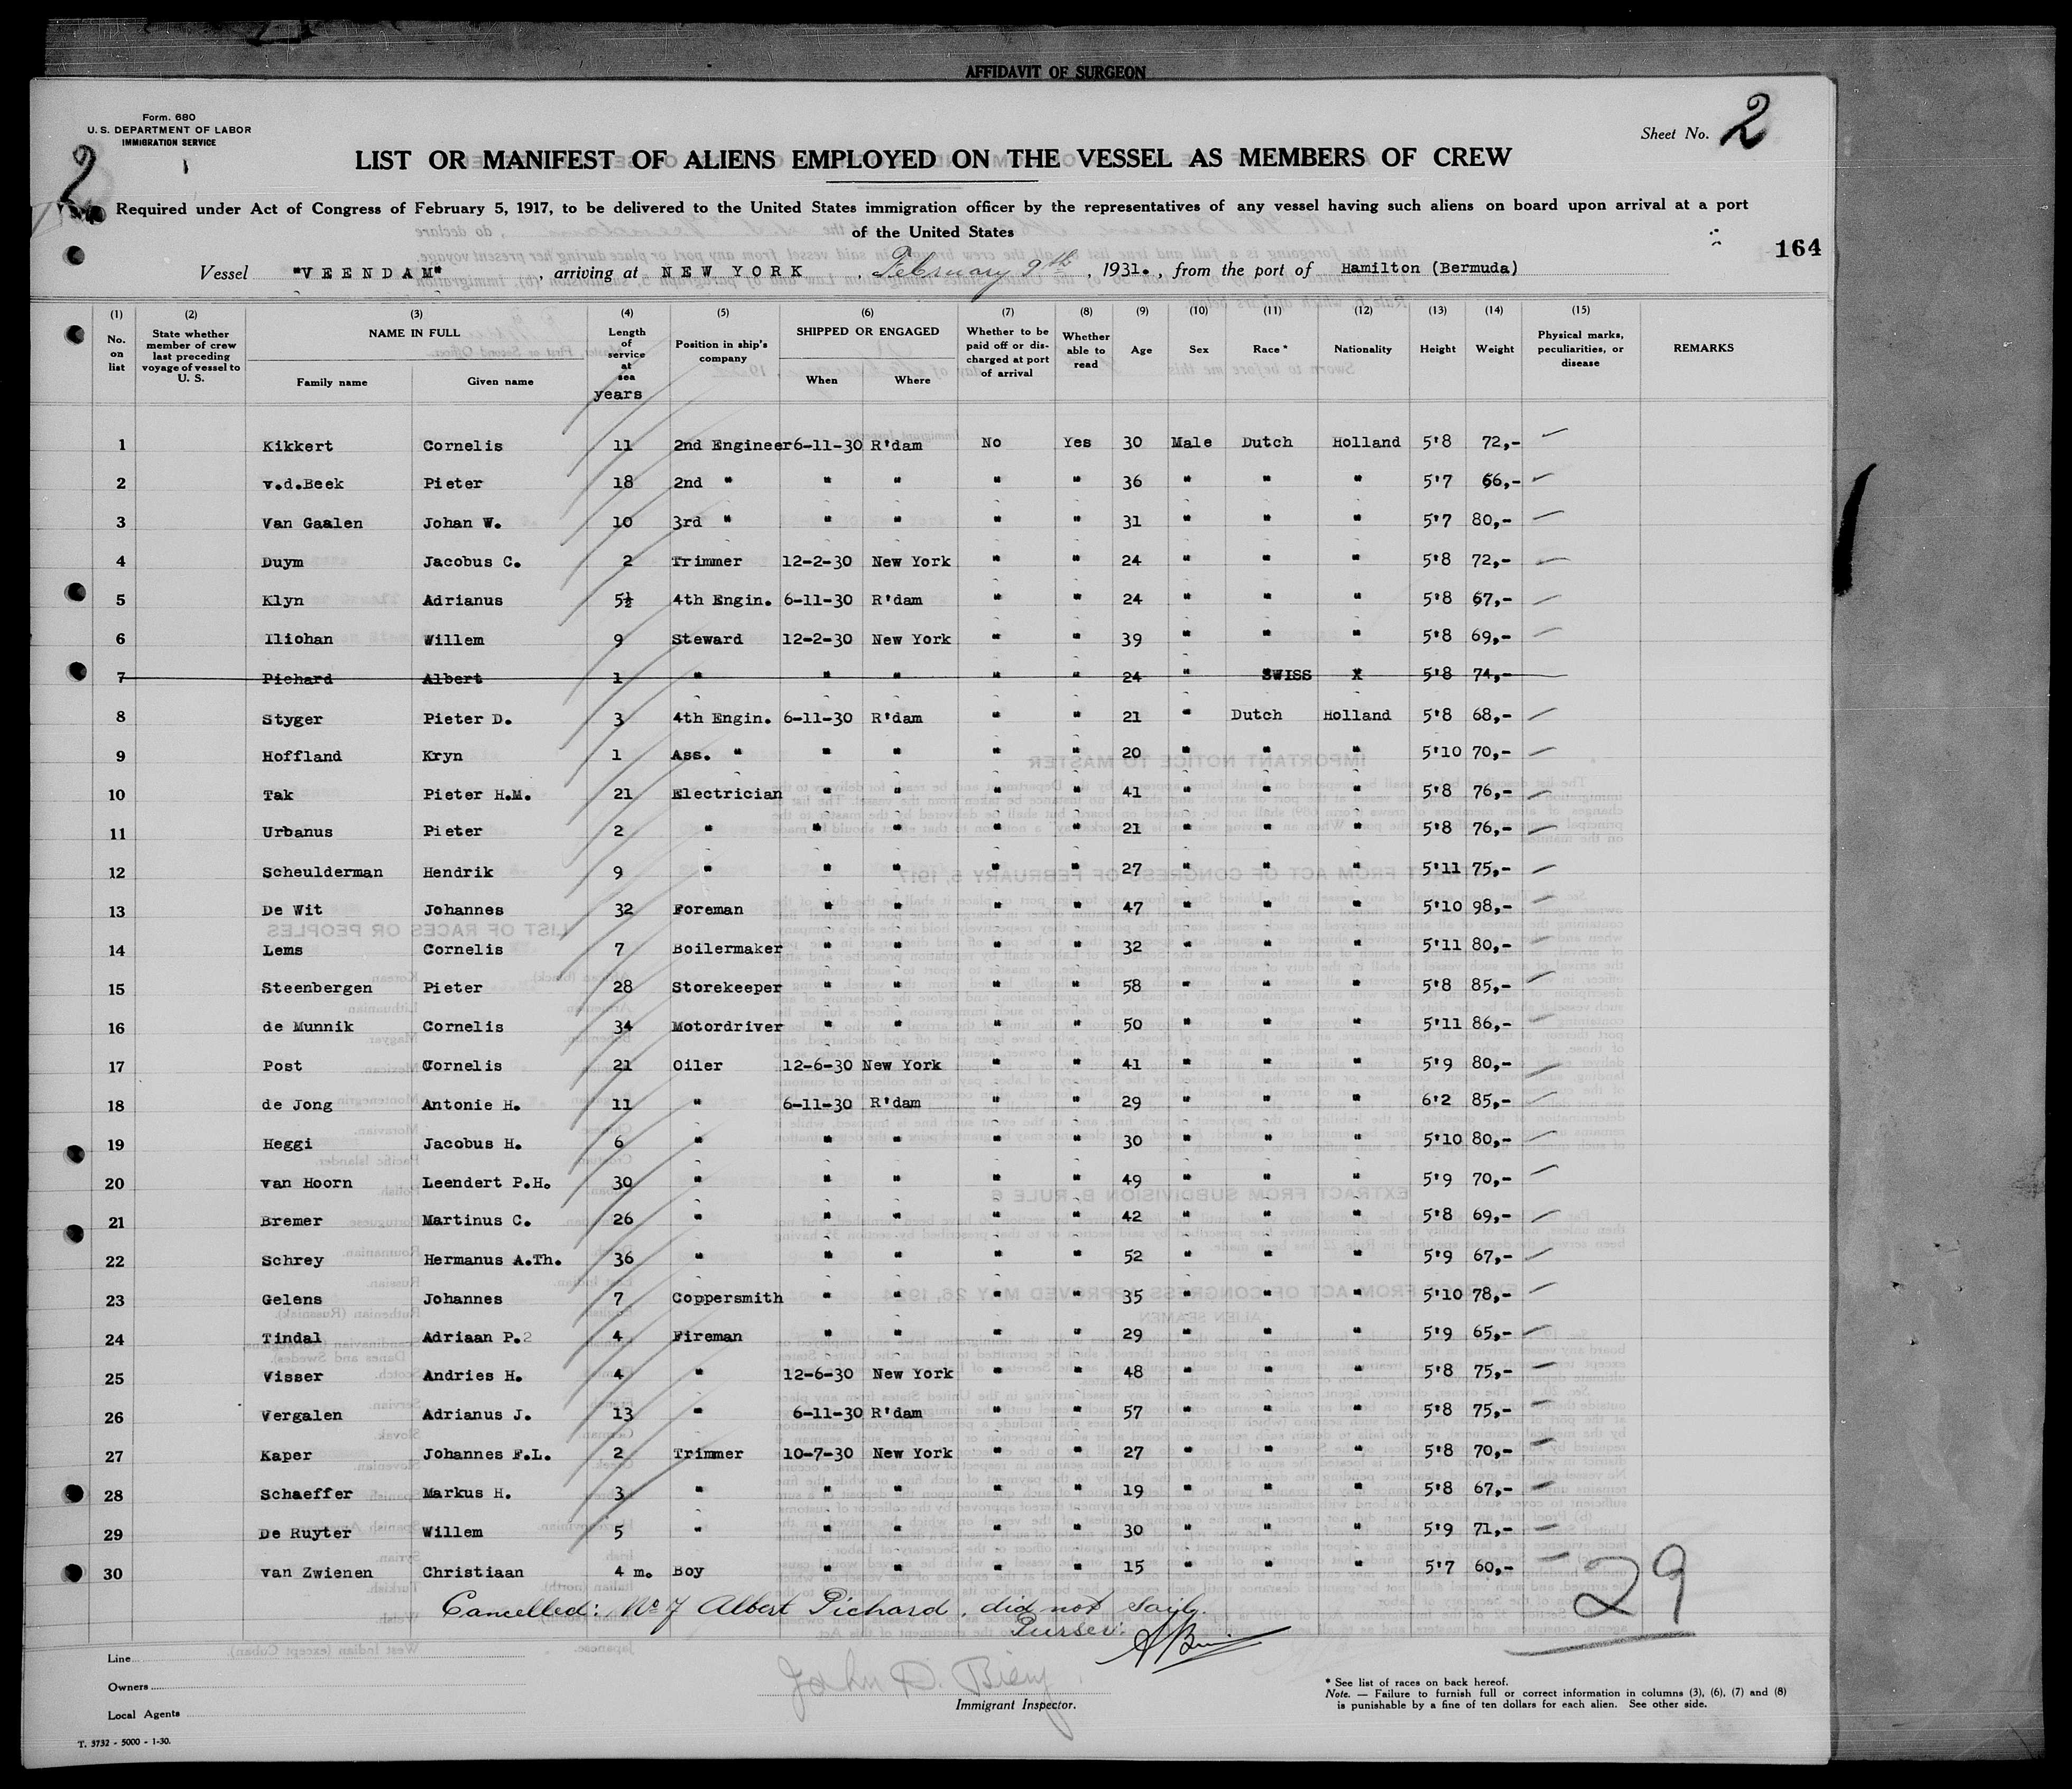 AFFIDAVIT OF SURGEON
Form. 680
U. S. DEPARTMENT OF LABOR
IMMIGRATION SERVICE
Sheet No. 2
2
LIST OR MANIFEST OF ALIENS EMPLOYED ON THE VESSEL AS MEMBERS OF CREW
Required under Act of Congress of February 5, 1917, to be delivered to the United States immigration officer by the representatives of any vessel having such aliens on board upon arrival at a port
of the United States
164
Vessel "VEENDAM", arriving at NEW YORK, February 9th, 1931., from the port of Hamilton (Bermuda)
(1) (2) (3) (4) (5) (6) (7) (8) (9) (10) (11) (12) (13) (14) (15)
No. on list | State whether member of crew last preceding voyage of vessel to U. S. | NAME IN FULL | Length of service at sea | Position in ship's company | SHIPPED OR ENGAGED | Whether to be paid off or discharged at port of arrival | Whether able to read | Age | Sex | Race * | Nationality | Height | Weight | Physical marks, peculiarities, or disease | REMARKS
Family name | Given name | years | When | Where
1 Kikkert Cornelis 11 2nd Engineer 6-11-30 R'dam No Yes 30 Male Dutch Holland 5'8 72,-
2 v.d.Beek Pieter 18 2nd " " " " " 36 " " " 5'7 66,-
3 Van Gaalen Johan W. 10 3rd " " " " " 31 " " " 5'7 80,-
4 Duym Jacobus C. 2 Trimmer 12-2-30 New York " " 24 " " " 5'8 72,-
5 Klyn Adrianus 5½ 4th Engin. 6-11-30 R'dam " " 24 " " " 5'8 67,-
6 Iliohan Willem 9 Steward 12-2-30 New York " " 39 " " " 5'8 69,-
7 Pichard Albert 1 " " " " " 24 " SWISS X 5'8 74,-
8 Styger Pieter D. 3 4th Engin. 6-11-30 R'dam " " 21 " Dutch Holland 5'8 68,-
9 Hoffland Kryn 1 Ass. " " " " " 20 " " " 5'10 70,-
10 Tak Pieter H.M. 21 Electrician " " " " 41 " " " 5'8 76,-
11 Urbanus Pieter 2 " " " " " 21 " " " 5'8 76,-
12 Scheulderman Hendrik 9 " " " " " 27 " " " 5'11 75,-
13 De Wit Johannes 32 Foreman " " " " 47 " " " 5'10 98,-
14 Lems Cornelis 7 Boilermaker " " " " 32 " " " 5'11 80,-
15 Steenbergen Pieter 28 Storekeeper " " " " 58 " " " 5'8 85,-
16 de Munnik Cornelis 34 Motordriver " " " " 50 " " " 5'11 86,-
17 Post Cornelis 21 Oiler 12-6-30 New York " " 41 " " " 5'9 80,-
18 de Jong Antonie H. 11 " 6-11-30 R'dam " " 29 " " " 6'2 85,-
19 Heggi Jacobus H. 6 " " " " " 30 " " " 5'10 80,-
20 van Hoorn Leendert P.H. 30 " " " " " 49 " " " 5'9 70,-
21 Bremer Martinus C. 26 " " " " " 42 " " " 5'8 69,-
22 Schrey Hermanus A.Th. 36 " " " " " 52 " " " 5'9 67,-
23 Gelens Johannes 7 Coppersmith " " " " 35 " " " 5'10 78,-
24 Tindal Adriaan P. 4 Fireman " " " " 29 " " " 5'9 65,-
25 Visser Andries H. 4 " 12-6-30 New York " " 48 " " " 5'8 75,-
26 Vergalen Adrianus J. 13 " 6-11-30 R'dam " " 57 " " " 5'8 75,-
27 Kaper Johannes F.L. 2 Trimmer 10-7-30 New York " " 27 " " " 5'8 70,-
28 Schaeffer Markus H. 3 " " " " " 19 " " " 5'8 67,-
29 De Ruyter Willem 5 " " " " " 30 " " " 5'9 71,-
30 van Zwienen Christiaan 4 m. Boy " " " " 15 " " " 5'7 60,-
29
Cancelled: No 7 Albert Pichard, did not sail.
Purser:
Line
Owners
Local Agents
Immigrant Inspector.
* See list of races on back hereof.
Note. — Failure to furnish full or correct information in columns (3), (6), (7) and (8)
is punishable by a fine of ten dollars for each alien. See other side.
T. 3732 - 5000 - 1-30.